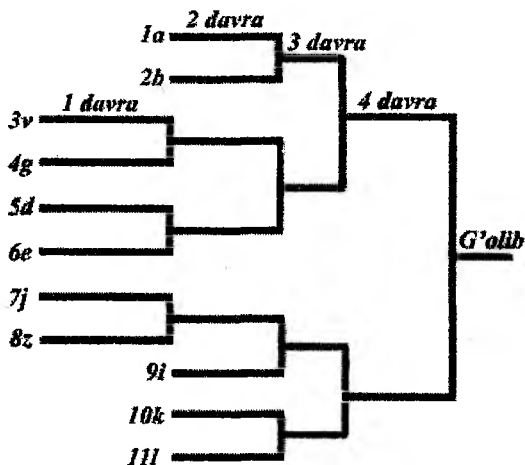 2 davra
1a
3 davra
2b
1 davra
4 davra
3v
4g
5d
G'olib
6e
7j
8z
9i
10k
11l